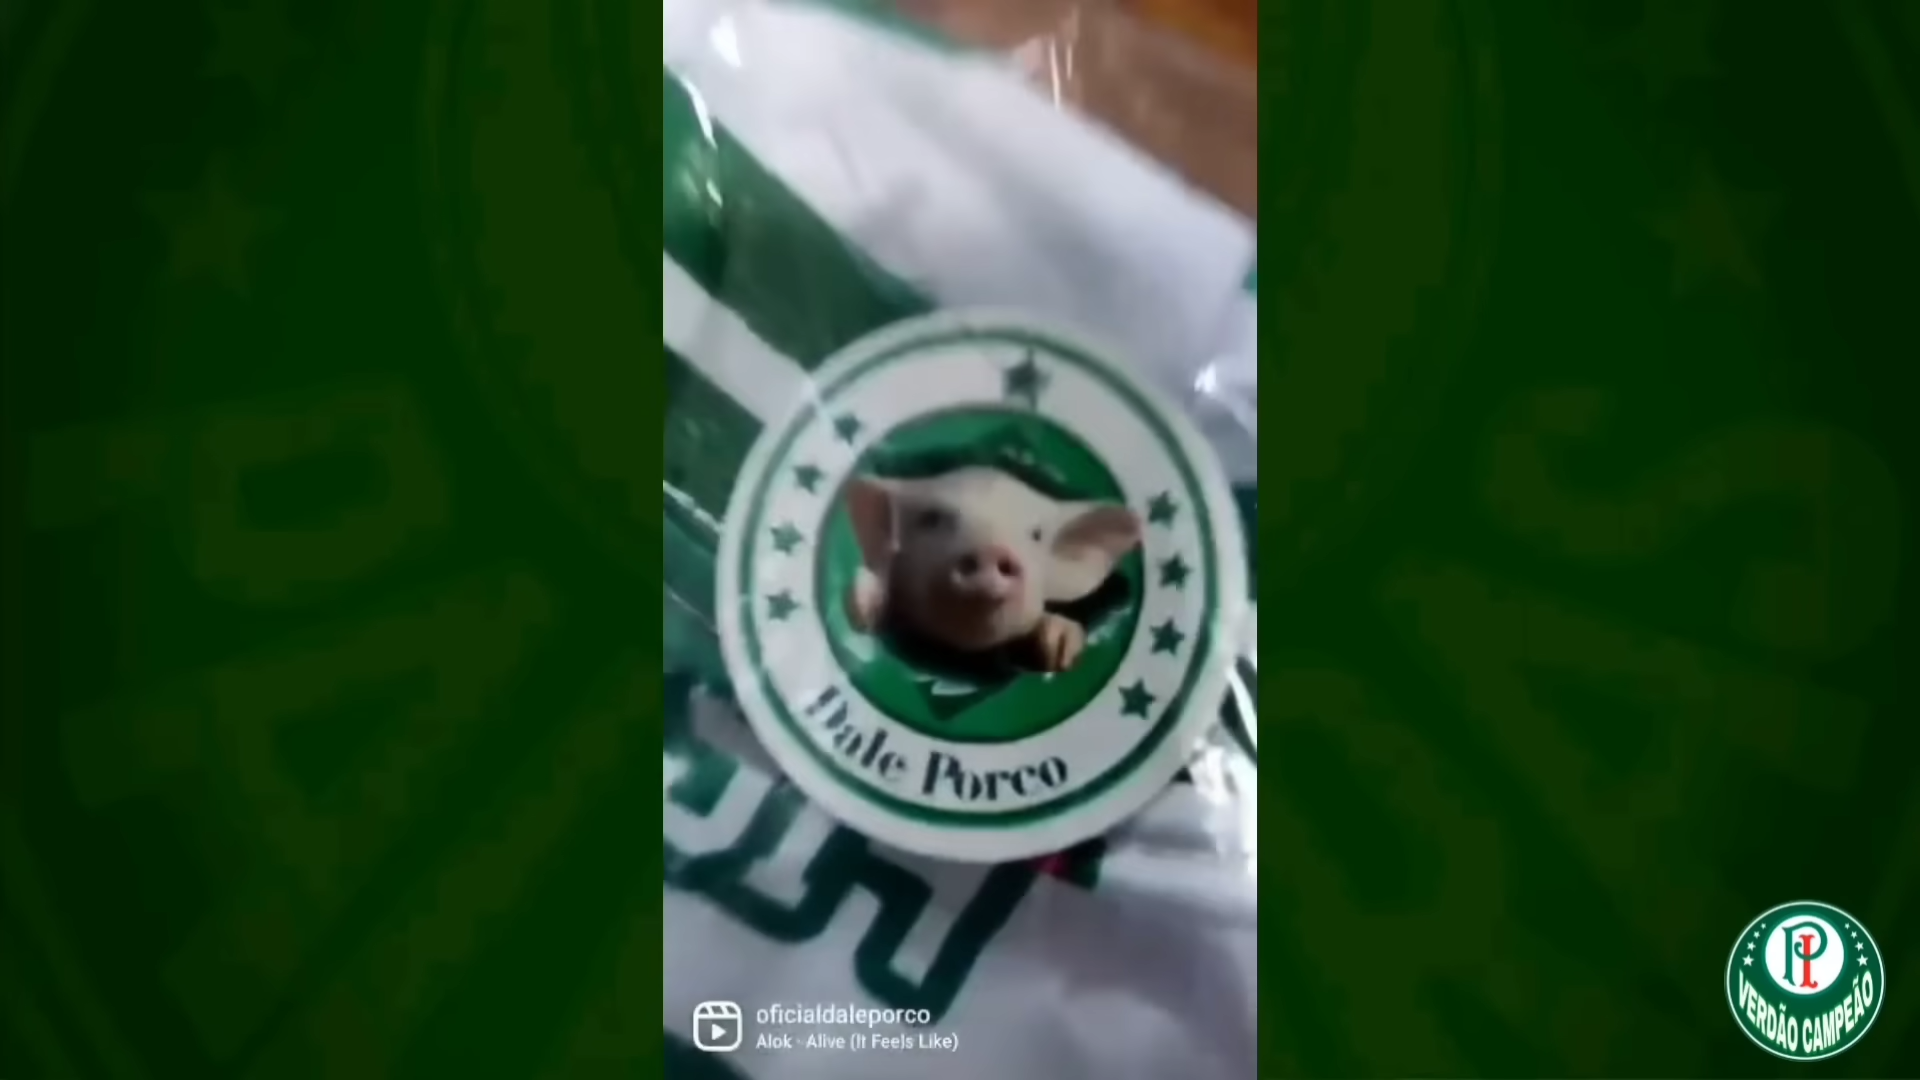 Dale Porco
oficialdaleporco
Alok · Alive (It Feels Like)
VERDÃO CAMPEÃO